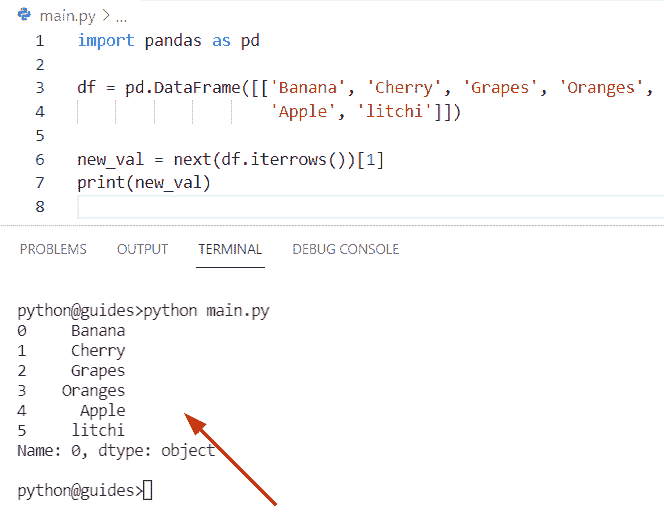 main.py > ...
1 import pandas as pd
2
3 df = pd.DataFrame([['Banana', 'Cherry', 'Grapes', 'Oranges',
4 'Apple', 'litchi']])
5
6 new_val = next(df.iterrows())[1]
7 print(new_val)
8
PROBLEMS OUTPUT TERMINAL DEBUG CONSOLE
python@guides>python main.py
0 Banana
1 Cherry
2 Grapes
3 Oranges
4 Apple
5 litchi
Name: 0, dtype: object
python@guides>